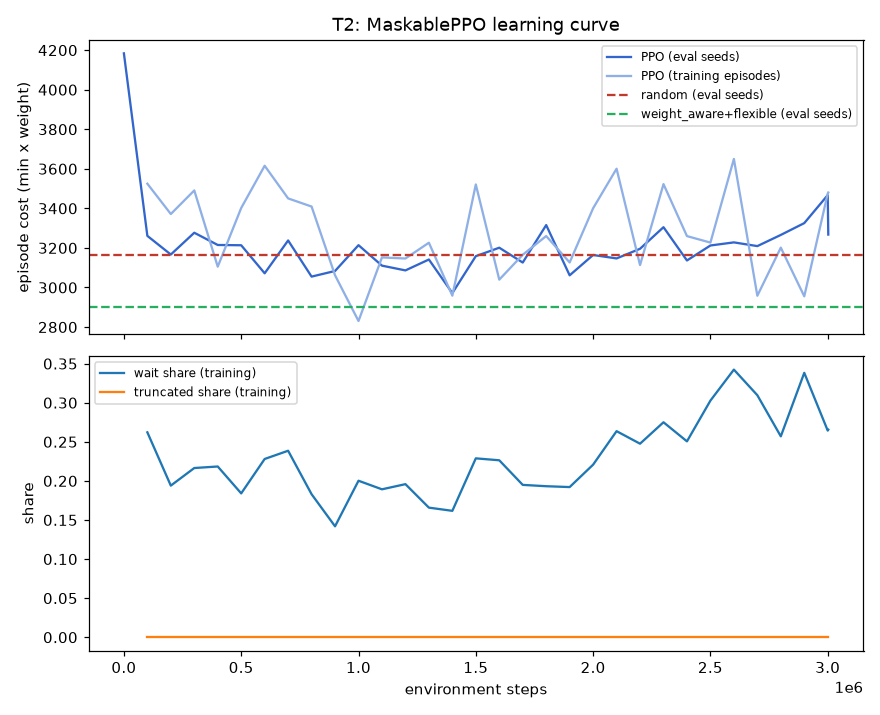 T2: MaskablePPO learning curve
episode cost (min x weight)
4200
4000
3800
3600
3400
3200
3000
2800
PPO (eval seeds)
PPO (training episodes)
random (eval seeds)
weight_aware+flexible (eval seeds)
share
0.35
0.30
0.25
0.20
0.15
0.10
0.05
0.00
wait share (training)
truncated share (training)
0.0 0.5 1.0 1.5 2.0 2.5 3.0
environment steps
1e6